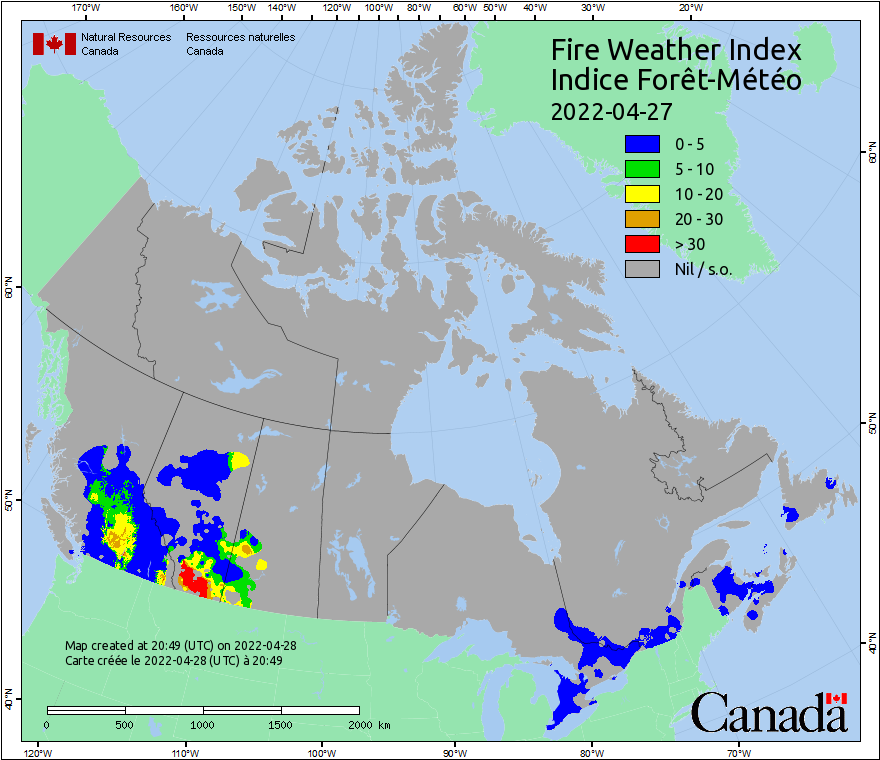 170°W 160°W 150°W 140°W 130°W 120°W 110°W 100°W 90°W 80°W 70°W 60°W 50°W 40°W 30°W 20°W
Natural Resources Ressources naturelles
Canada Canada
Fire Weather Index
Indice Forêt-Météo
2022-04-27
0 - 5
5 - 10
10 - 20
20 - 30
> 30
Nil / s.o.
60°N
60°N
50°N
50°N
40°N
40°N
Map created at 20:49 (UTC) on 2022-04-28
Carte créée le 2022-04-28 (UTC) à 20:49
0 500 1000 1500 2000 km
Canada
120°W 110°W 100°W 90°W 80°W 70°W